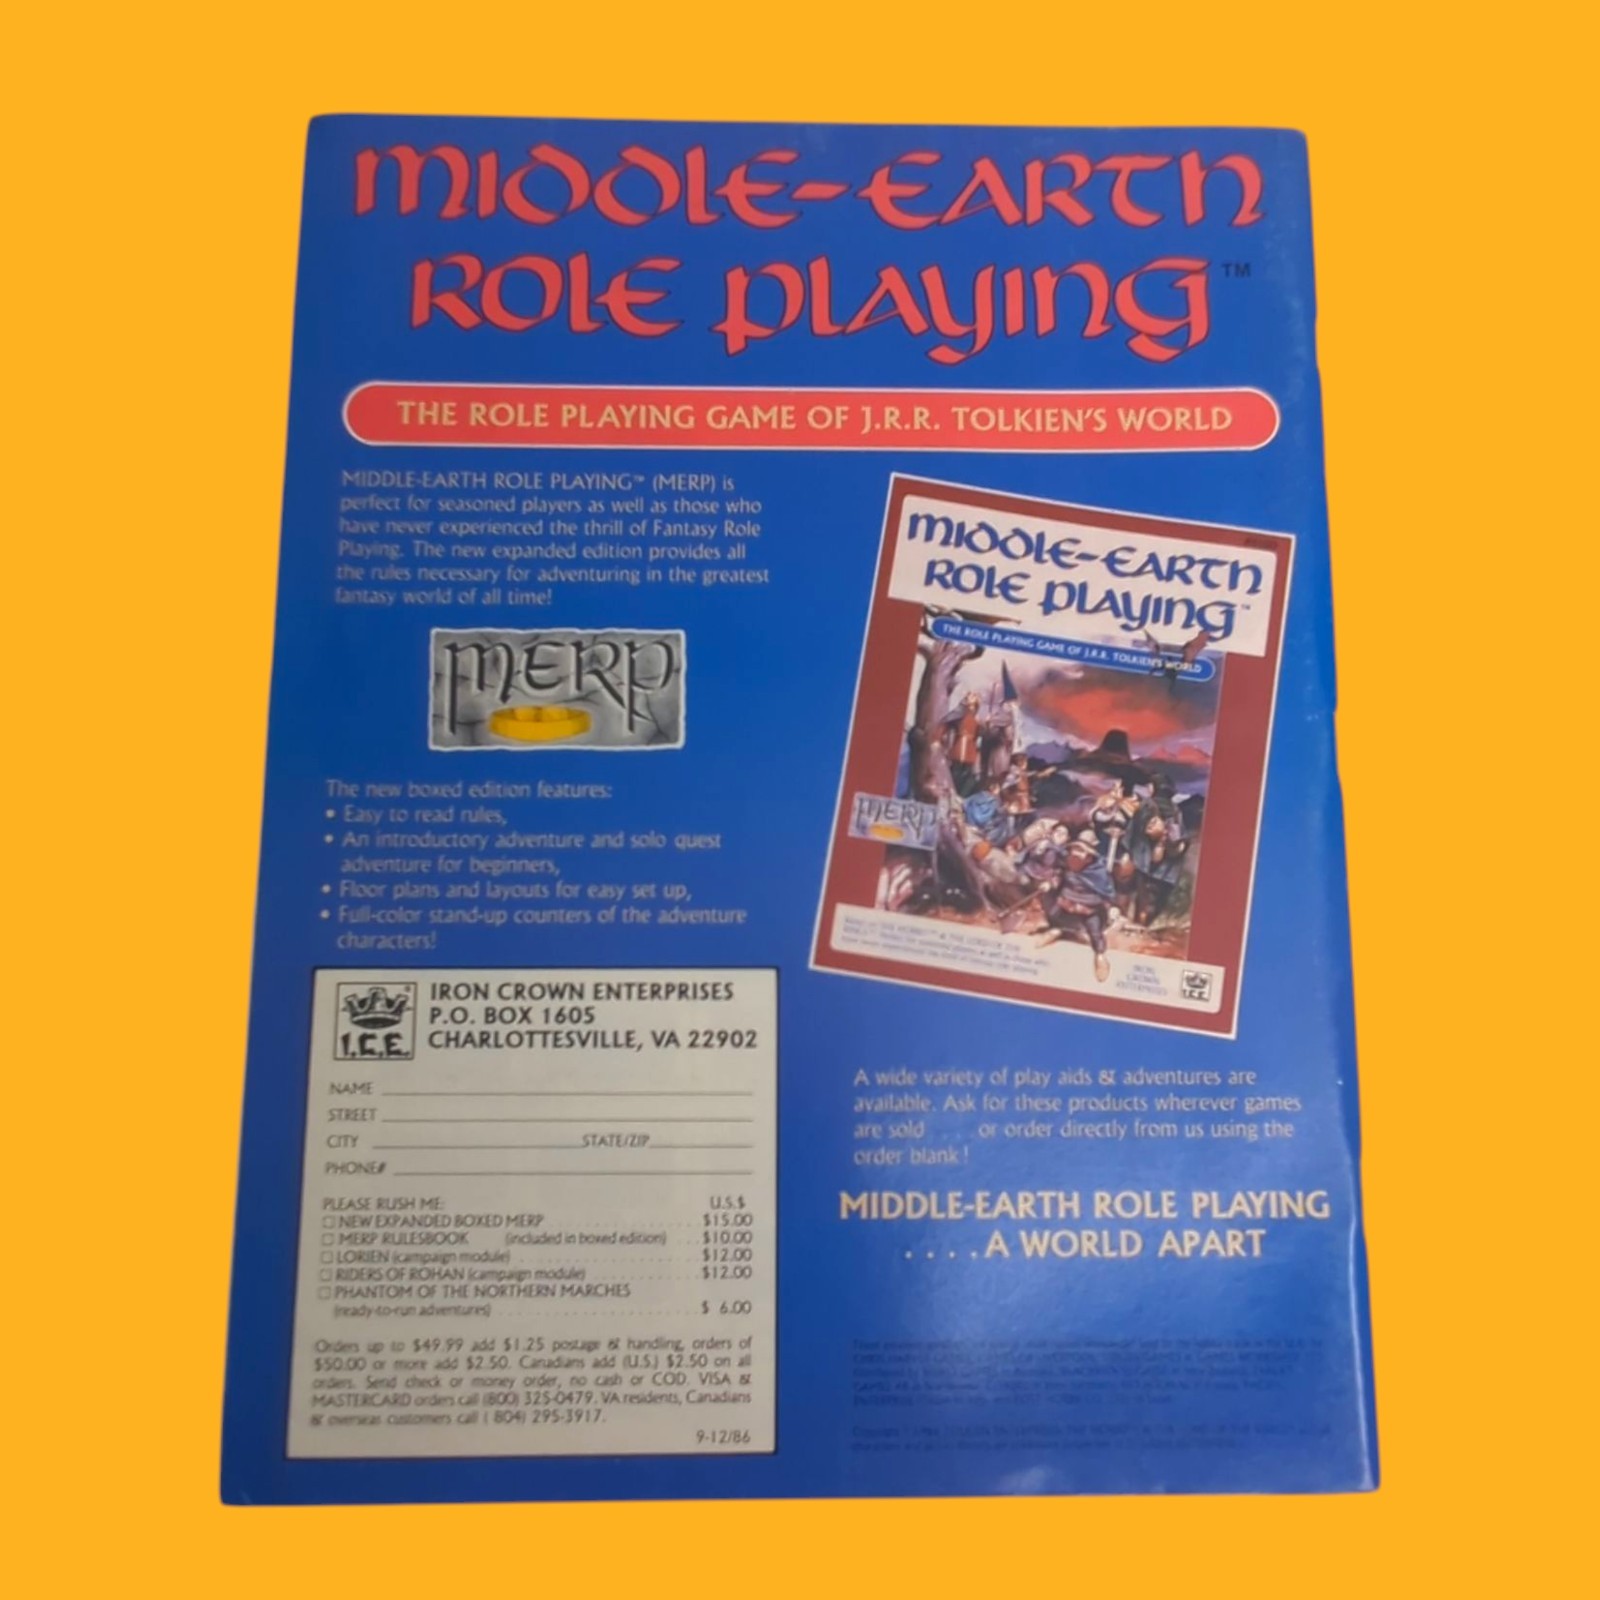 MIDDLE-EARTH
ROLE PLAYING™
THE ROLE PLAYING GAME OF J.R.R. TOLKIEN'S WORLD
MIDDLE-EARTH ROLE PLAYING™ (MERP) is
perfect for seasoned players as well as those who
have never experienced the thrill of Fantasy Role
Playing. The new expanded edition provides all
the rules necessary for adventuring in the greatest
fantasy world of all time!
MERP
The new boxed edition features:
• Easy to read rules,
• An introductory adventure and solo quest
adventure for beginners,
• Floor plans and layouts for easy set up,
• Full-color stand-up counters of the adventure
characters!
MIDDLE-EARTH
ROLE PLAYING™
THE ROLE PLAYING GAME OF J.R.R. TOLKIEN'S WORLD
MERP
IRON
CROWN
ENTERPRISES
I.C.E.
I.C.E.
IRON CROWN ENTERPRISES
P.O. BOX 1605
CHARLOTTESVILLE, VA 22902
NAME
STREET
CITY STATE/ZIP
PHONE#
PLEASE RUSH ME: U.S.$
NEW EXPANDED BOXED MERP $15.00
MERP RULESBOOK (included in boxed edition) $10.00
LORIEN (campaign module) $12.00
RIDERS OF ROHAN (campaign module) $12.00
PHANTOM OF THE NORTHERN MARCHES
(ready-to-run adventures) $ 6.00
Orders up to $49.99 add $1.25 postage & handling, orders of
$50.00 or more add $2.50. Canadians add (U.S.) $2.50 on all
orders. Send check or money order, no cash or COD. VISA &
MASTERCARD orders call (800) 325-0479. VA residents, Canadians
& overseas customers call ( 804) 295-3917.
9-12/86
A wide variety of play aids & adventures are
available. Ask for these products wherever games
are sold . . . . or order directly from us using the
order blank!
MIDDLE-EARTH ROLE PLAYING
. . . . A WORLD APART